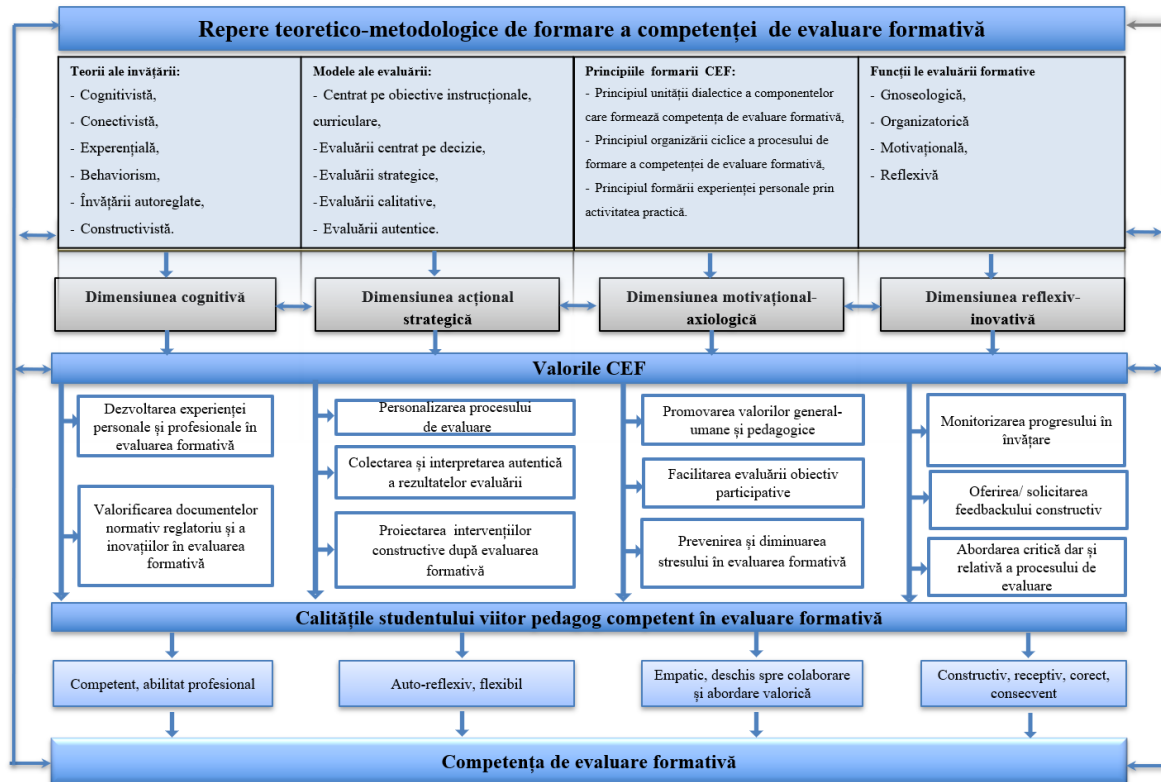 Repere teoretico-metodologice de formare a competenței de evaluare formativă
Teorii ale învățării:
- Cognitivistă,
- Conectivistă,
- Experențială,
- Behaviorism,
- Învățării autoreglate,
- Constructivistă.
Modele ale evaluării:
- Centrat pe obiective instrucționale,
curriculare,
-Evaluării centrat pe decizie,
- Evaluării strategice,
- Evaluării calitative,
- Evaluării autentice.
Principiile formarii CEF:
- Principiul unității dialectice a componentelor
care formează competența de evaluare formativă,
- Principiul organizării ciclice a procesului de
formare a competenței de evaluare formativă,
- Principiul formării experienței personale prin
activitatea practică.
Funcții le evaluării formative
- Gnoseologică,
- Organizatorică
- Motivațională,
- Reflexivă
Dimensiunea cognitivă
Dimensiunea acțional
strategică
Dimensiunea motivațional-
axiologică
Dimensiunea reflexiv-
inovativă
Valorile CEF
Dezvoltarea experienței
personale și profesionale în
evaluarea formativă
Valorificarea documentelor
normativ reglatoriu și a
inovațiilor în evaluarea
formativă
Personalizarea procesului
de evaluare
Colectarea și interpretarea autentică
a rezultatelor evaluării
Proiectarea intervențiilor
constructive după evaluarea
formativă
Promovarea valorilor general-
umane și pedagogice
Facilitarea evaluării obiectiv
participative
Prevenirea și diminuarea
stresului în evaluarea formativă
Monitorizarea progresului în
învățare
Oferirea/ solicitarea
feedbackului constructiv
Abordarea critică dar și
relativă a procesului de
evaluare
Calitățile studentului viitor pedagog competent în evaluare formativă
Competent, abilitat profesional
Auto-reflexiv, flexibil
Empatic, deschis spre colaborare
și abordare valorică
Constructiv, receptiv, corect,
consecvent
Competența de evaluare formativă